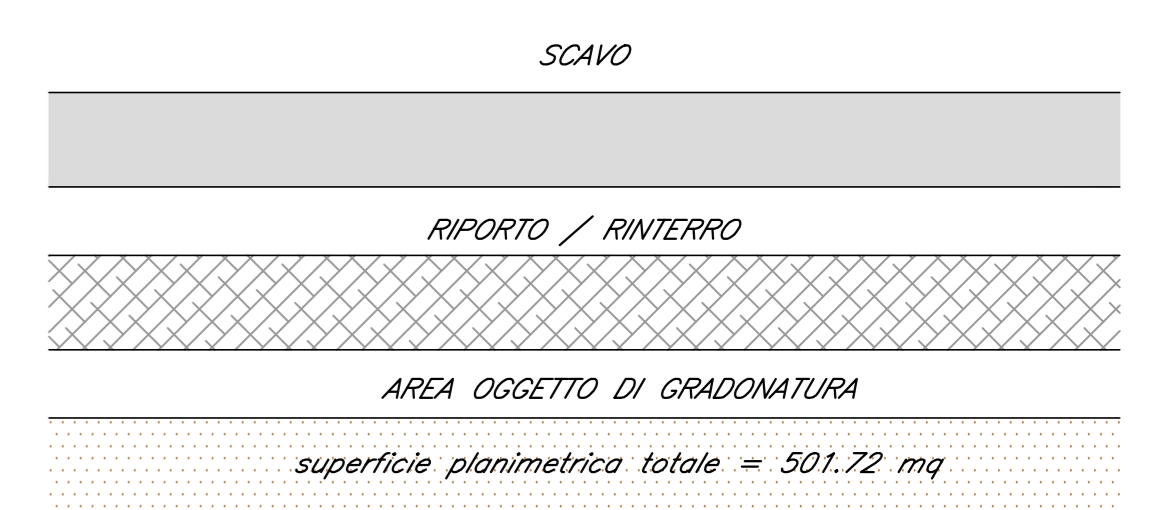 SCAVO
RIPORTO / RINTERRO
AREA OGGETTO DI GRADONATURA
superficie planimetrica totale = 501.72 mq